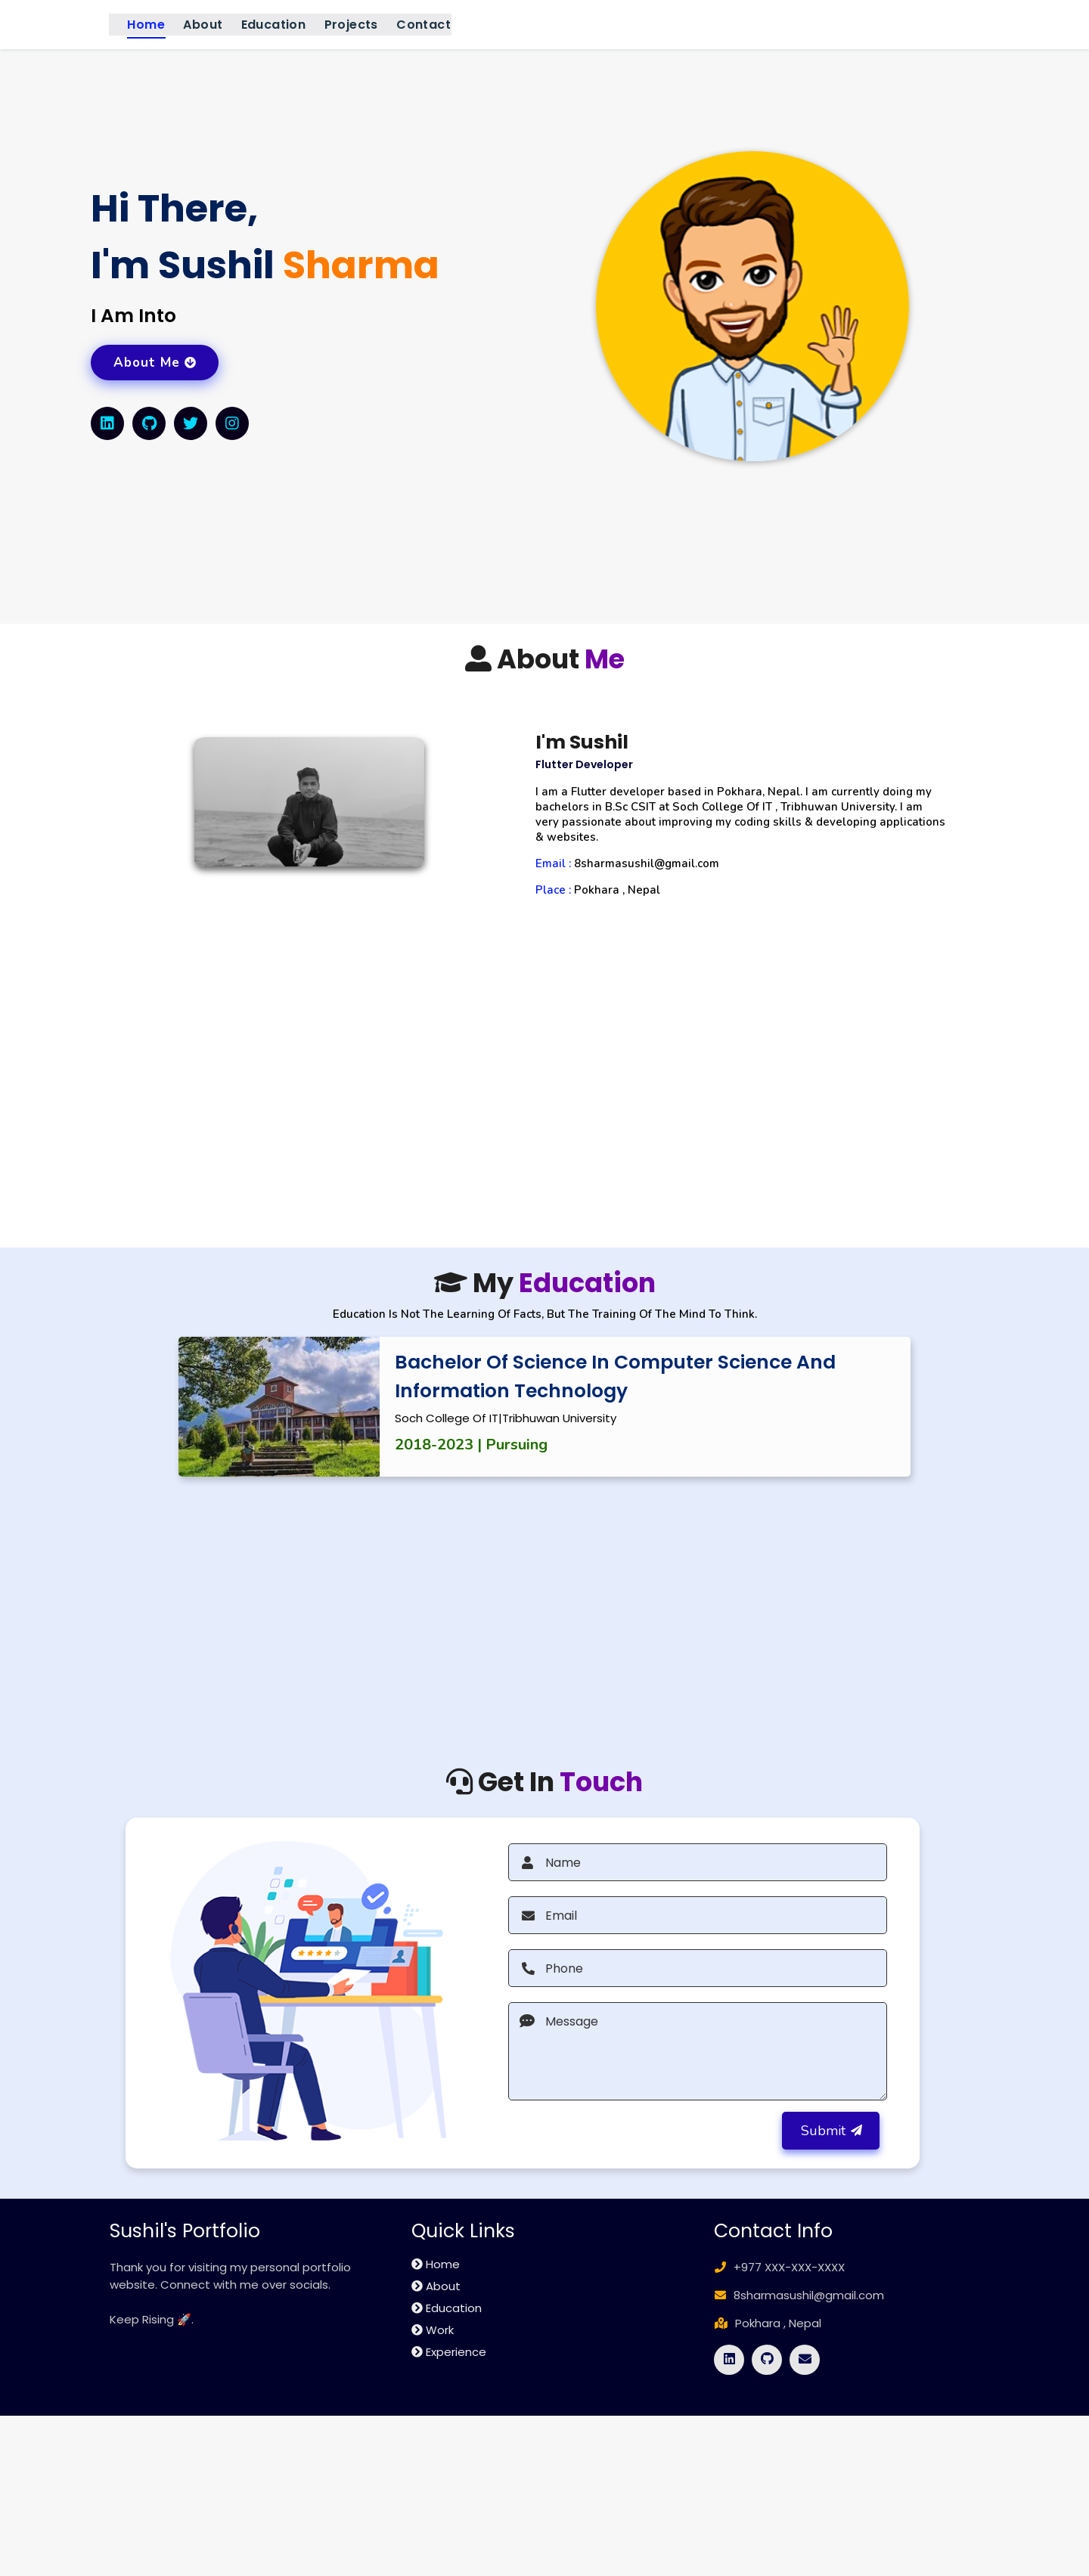 Home About Education Projects Contact
Hi There,
I'm Sushil Sharma
I Am Into
About Me
About Me
I'm Sushil
Flutter Developer
I am a Flutter developer based in Pokhara, Nepal. I am currently doing my
bachelors in B.Sc CSIT at Soch College Of IT , Tribhuwan University. I am
very passionate about improving my coding skills & developing applications
& websites.
Email : 8sharmasushil@gmail.com
Place : Pokhara , Nepal
My Education
Education Is Not The Learning Of Facts, But The Training Of The Mind To Think.
Bachelor Of Science In Computer Science And
Information Technology
Soch College Of IT|Tribhuwan University
2018-2023 | Pursuing
Get In Touch
Name
Email
Phone
Message
Submit
Sushil's Portfolio
Thank you for visiting my personal portfolio
website. Connect with me over socials.
Keep Rising 🚀.
Quick Links
Home
About
Education
Work
Experience
Contact Info
+977 XXX-XXX-XXXX
8sharmasushil@gmail.com
Pokhara , Nepal